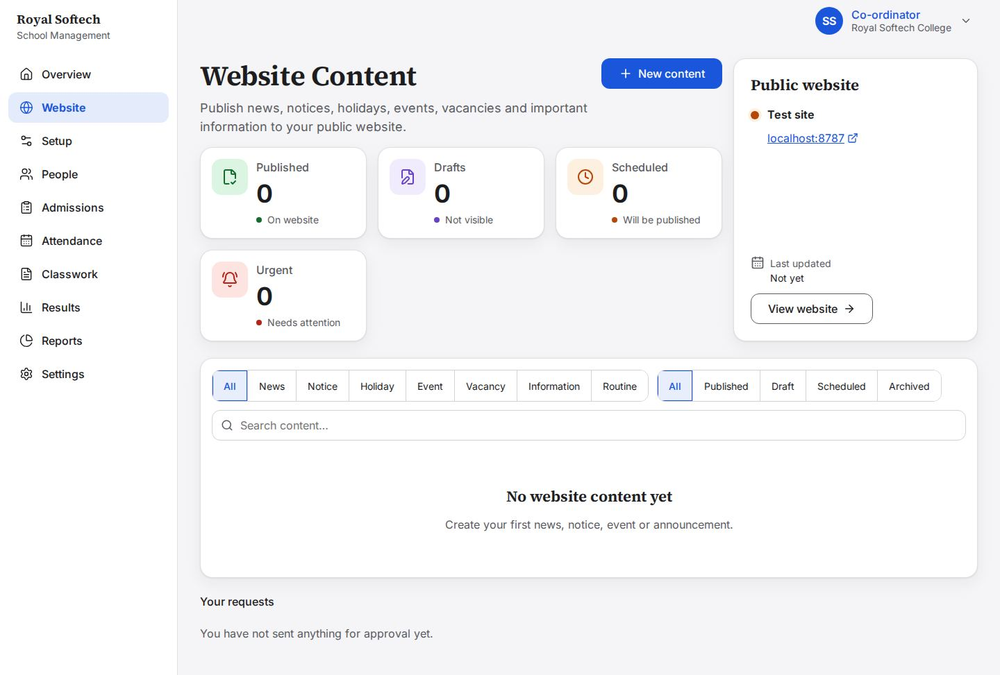 Royal Softech
School Management
Overview
Website
Setup
People
Admissions
Attendance
Classwork
Results
Reports
Settings
SS
Co-ordinator
Royal Softech College
Website Content
New content
Publish news, notices, holidays, events, vacancies and important
information to your public website.
Published
0
On website
Drafts
0
Not visible
Scheduled
0
Will be published
Urgent
0
Needs attention
Public website
Test site
localhost:8787
Last updated
Not yet
View website
All News Notice Holiday Event Vacancy Information Routine
All Published Draft Scheduled Archived
Search content...
No website content yet
Create your first news, notice, event or announcement.
Your requests
You have not sent anything for approval yet.